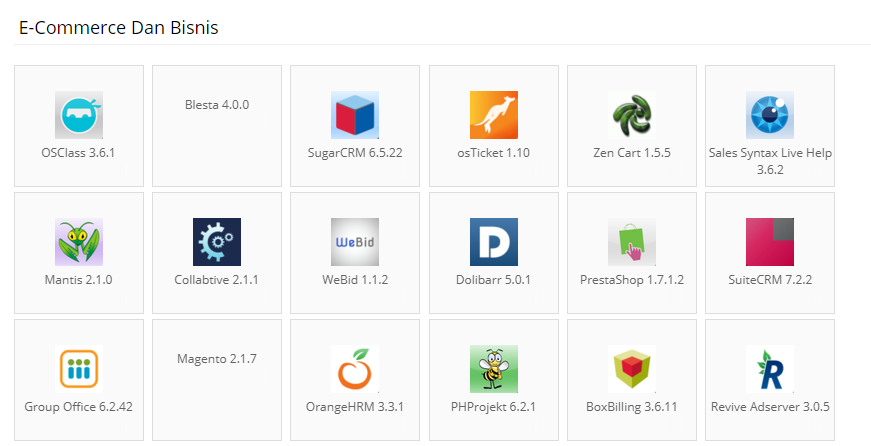 E-Commerce Dan Bisnis
OSClass 3.6.1
Blesta 4.0.0
SugarCRM 6.5.22
osTicket 1.10
Zen Cart 1.5.5
Sales Syntax Live Help
3.6.2
Mantis 2.1.0
Collabtive 2.1.1
WeBid
WeBid 1.1.2
D
Dolibarr 5.0.1
PrestaShop 1.7.1.2
SuiteCRM 7.2.2
Group Office 6.2.42
Magento 2.1.7
OrangeHRM 3.3.1
PHProjekt 6.2.1
BoxBilling 3.6.11
R
Revive Adserver 3.0.5